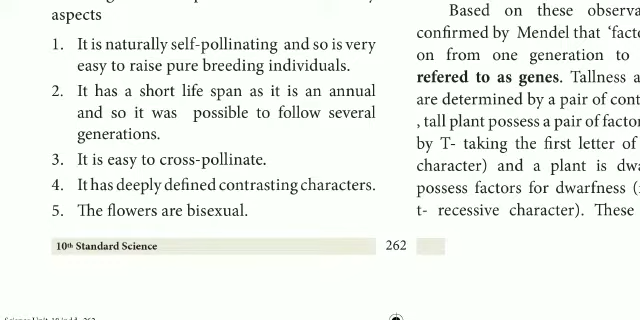 aspects
1. It is naturally self-pollinating and so is very
easy to raise pure breeding individuals.
2. It has a short life span as it is an annual
and so it was possible to follow several
generations.
3. It is easy to cross-pollinate.
4. It has deeply defined contrasting characters.
5. The flowers are bisexual.
Based on these observa
confirmed by Mendel that ‘facto
on from one generation to
refered to as genes. Tallness a
are determined by a pair of cont
, tall plant possess a pair of factor
by T- taking the first letter of
character) and a plant is dwa
possess factors for dwarfness (
t- recessive character). These
10th Standard Science
262